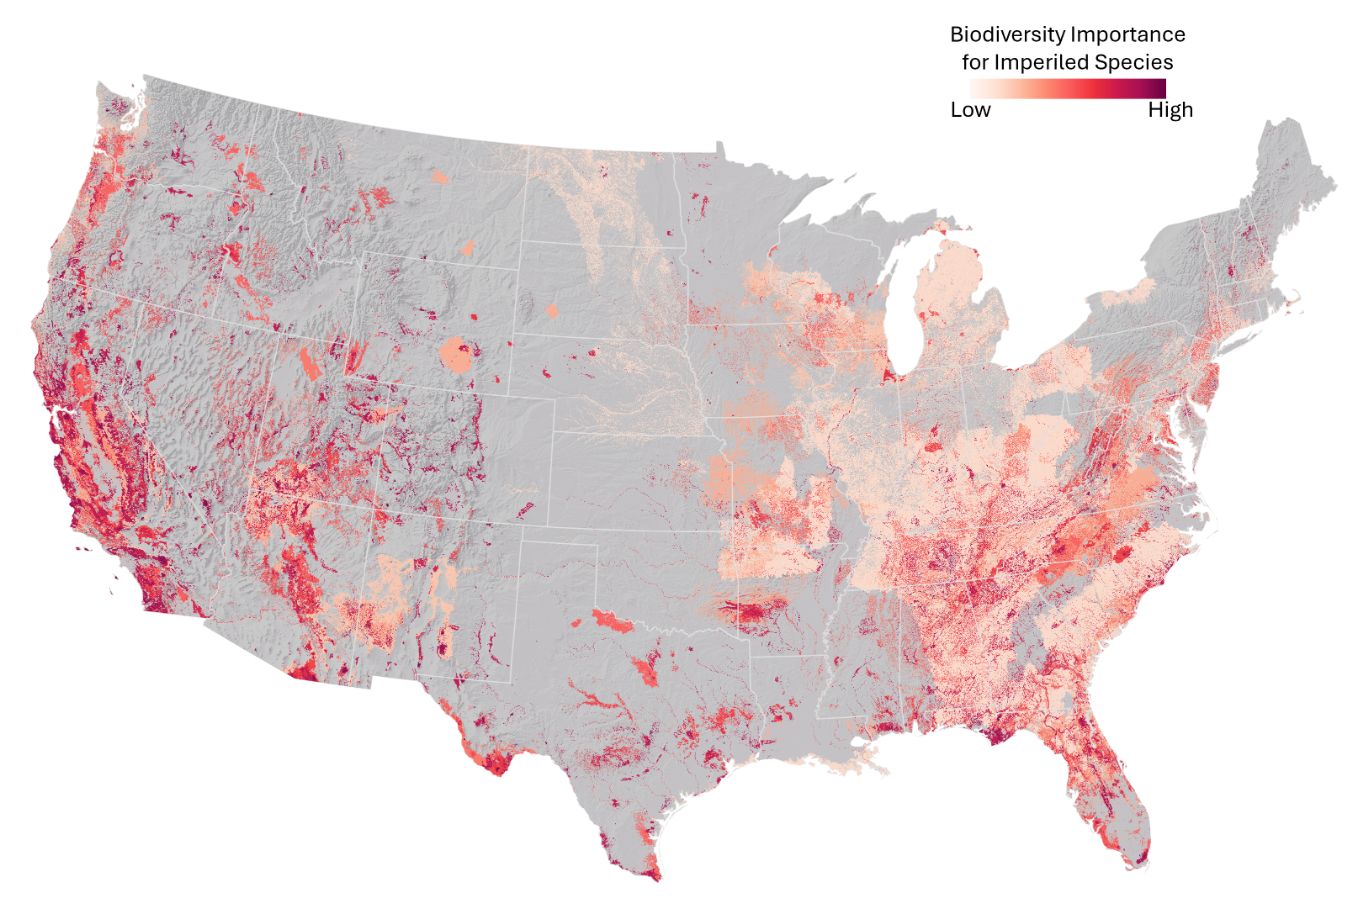 Biodiversity Importance
for Imperiled Species
Low High